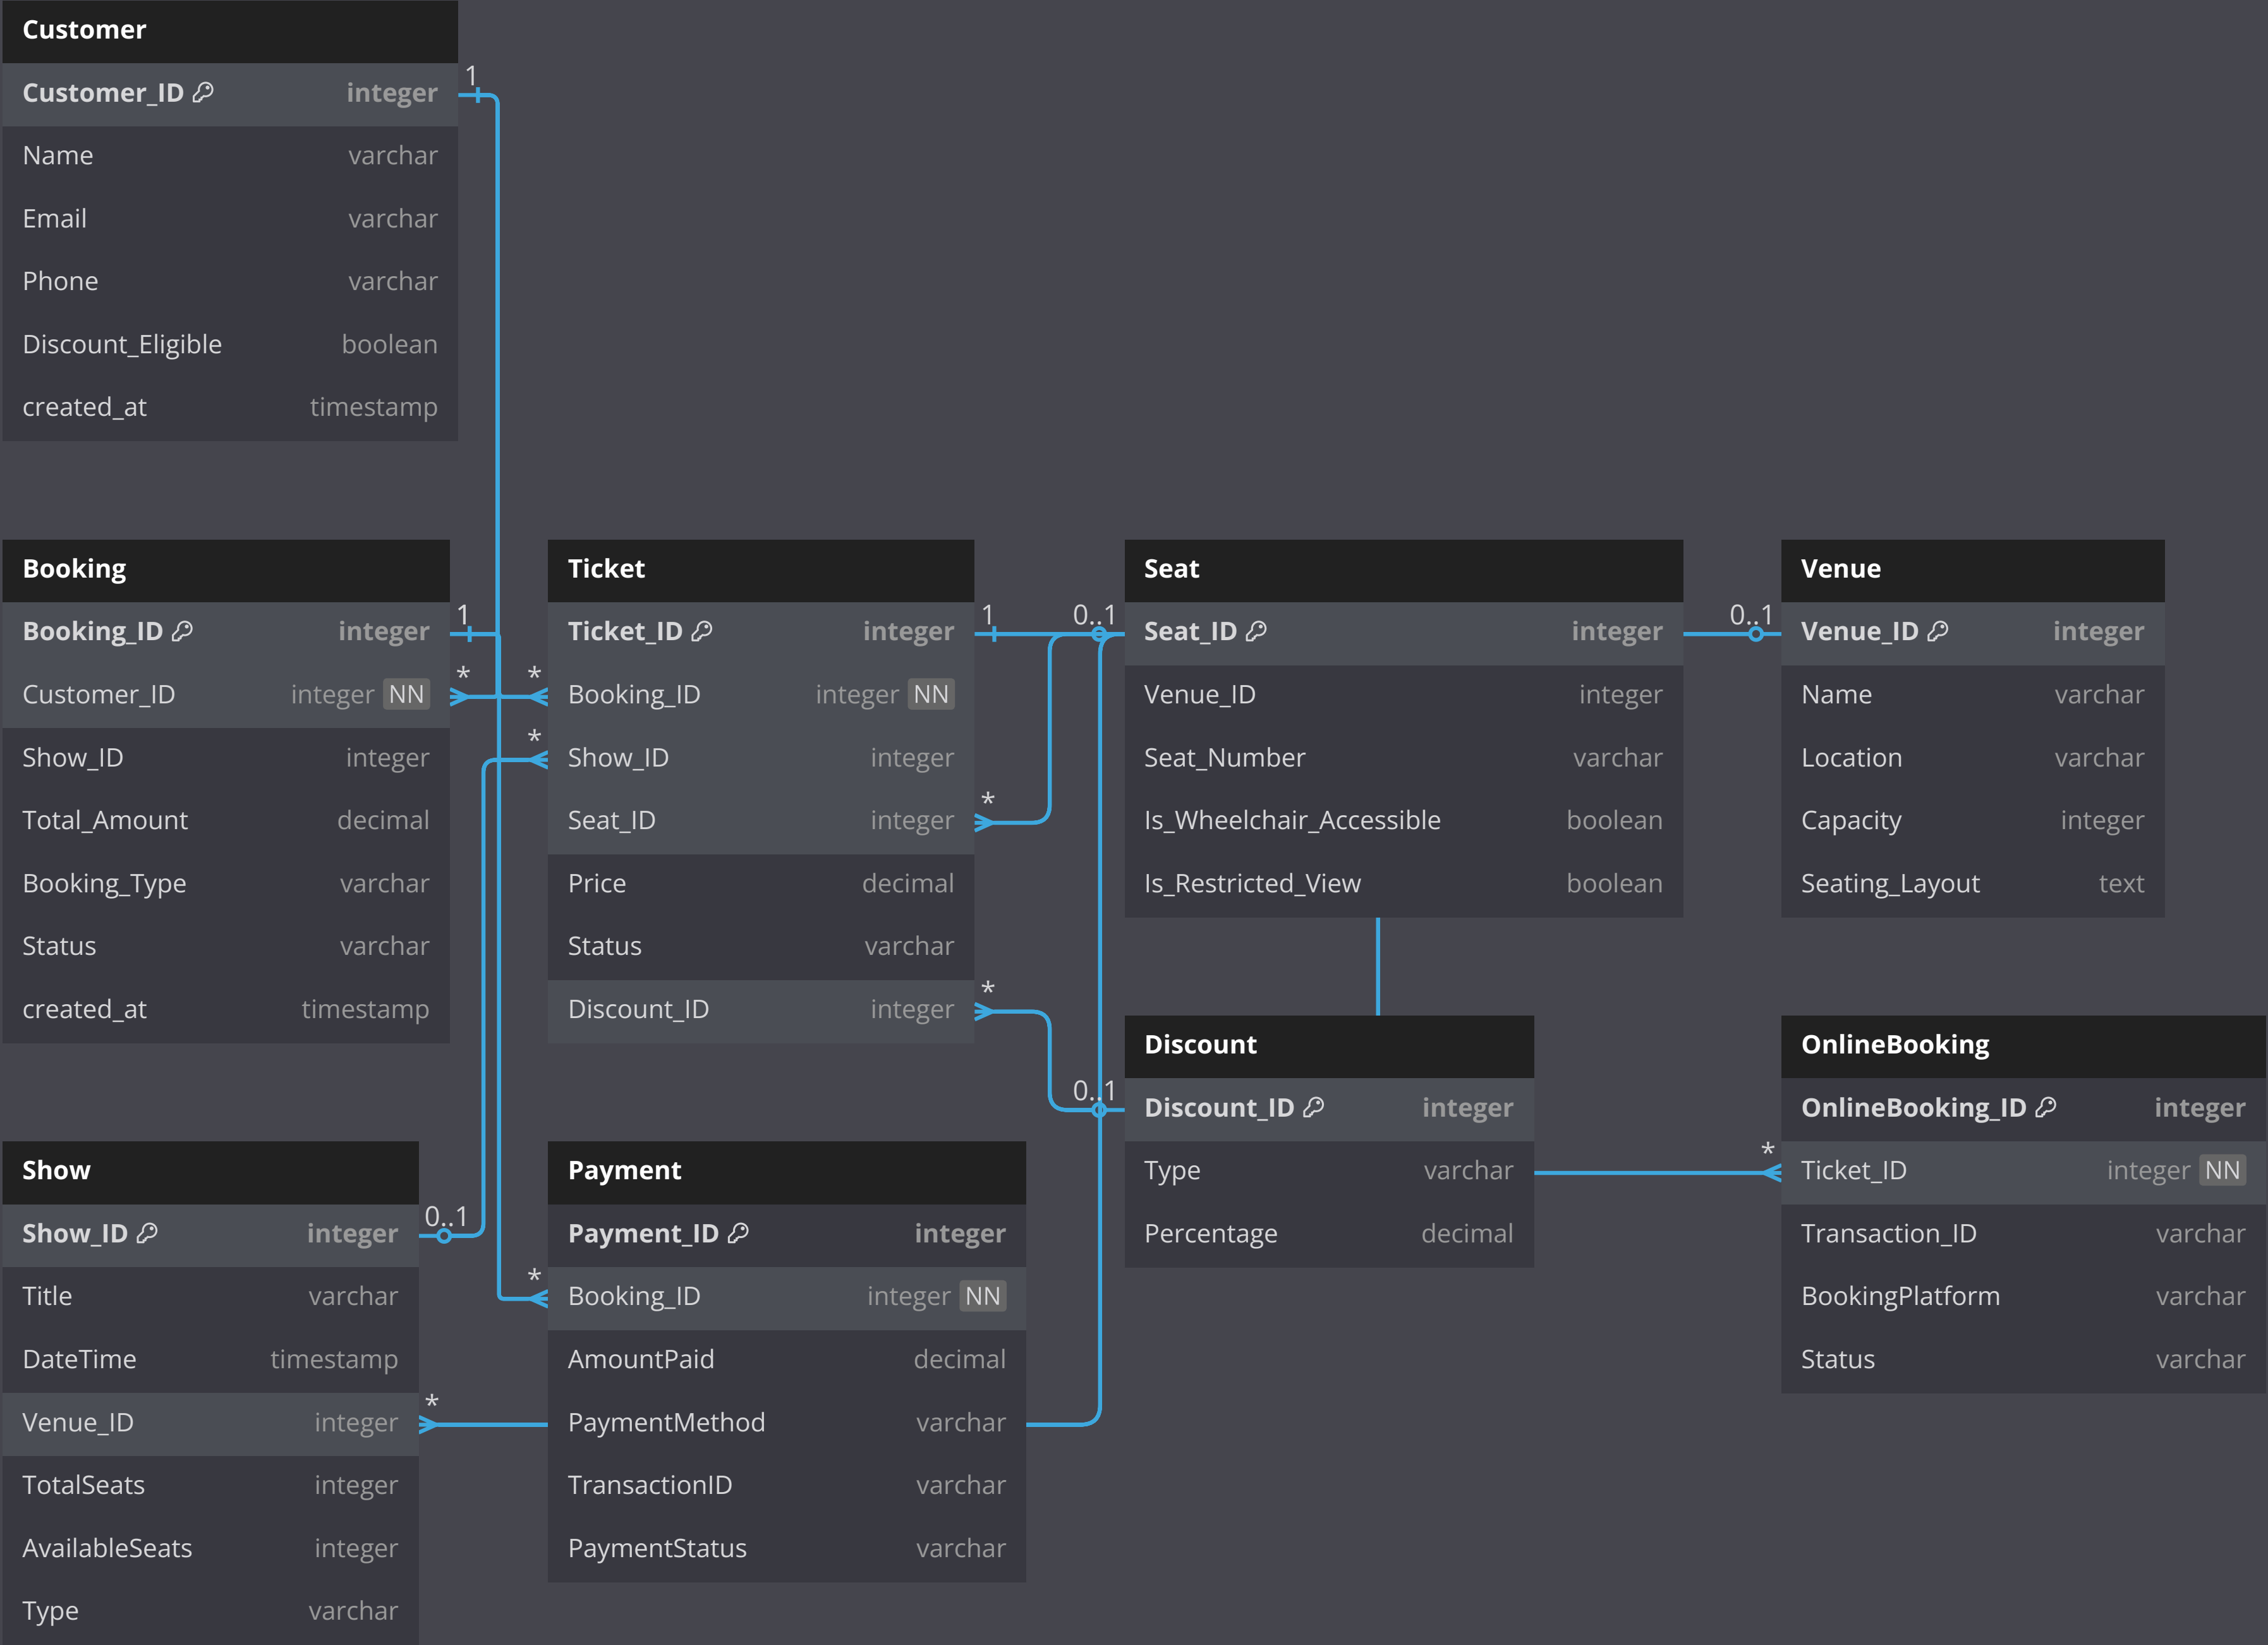 Customer
Customer_ID integer
Name varchar
Email varchar
Phone varchar
Discount_Eligible boolean
created_at timestamp
1
Booking
Booking_ID integer
Customer_ID integer NN
Show_ID integer
Total_Amount decimal
Booking_Type varchar
Status varchar
created_at timestamp
1
*
Ticket
Ticket_ID integer
Booking_ID integer NN
Show_ID integer
Seat_ID integer
Price decimal
Status varchar
Discount_ID integer
*
*
1
*
*
Seat
Seat_ID integer
Venue_ID integer
Seat_Number varchar
Is_Wheelchair_Accessible boolean
Is_Restricted_View boolean
0..1
Venue
Venue_ID integer
Name varchar
Location varchar
Capacity integer
Seating_Layout text
0..1
Show
Show_ID integer
Title varchar
DateTime timestamp
Venue_ID integer
TotalSeats integer
AvailableSeats integer
Type varchar
0..1
*
Payment
Payment_ID integer
Booking_ID integer NN
AmountPaid decimal
PaymentMethod varchar
TransactionID varchar
PaymentStatus varchar
*
Discount
Discount_ID integer
Type varchar
Percentage decimal
0..1
OnlineBooking
OnlineBooking_ID integer
Ticket_ID integer NN
Transaction_ID varchar
BookingPlatform varchar
Status varchar
*